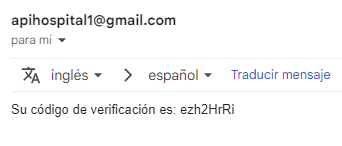 apihospital1@gmail.com
para mí
inglés español Traducir mensaje
Su código de verificación es: ezh2HrRi